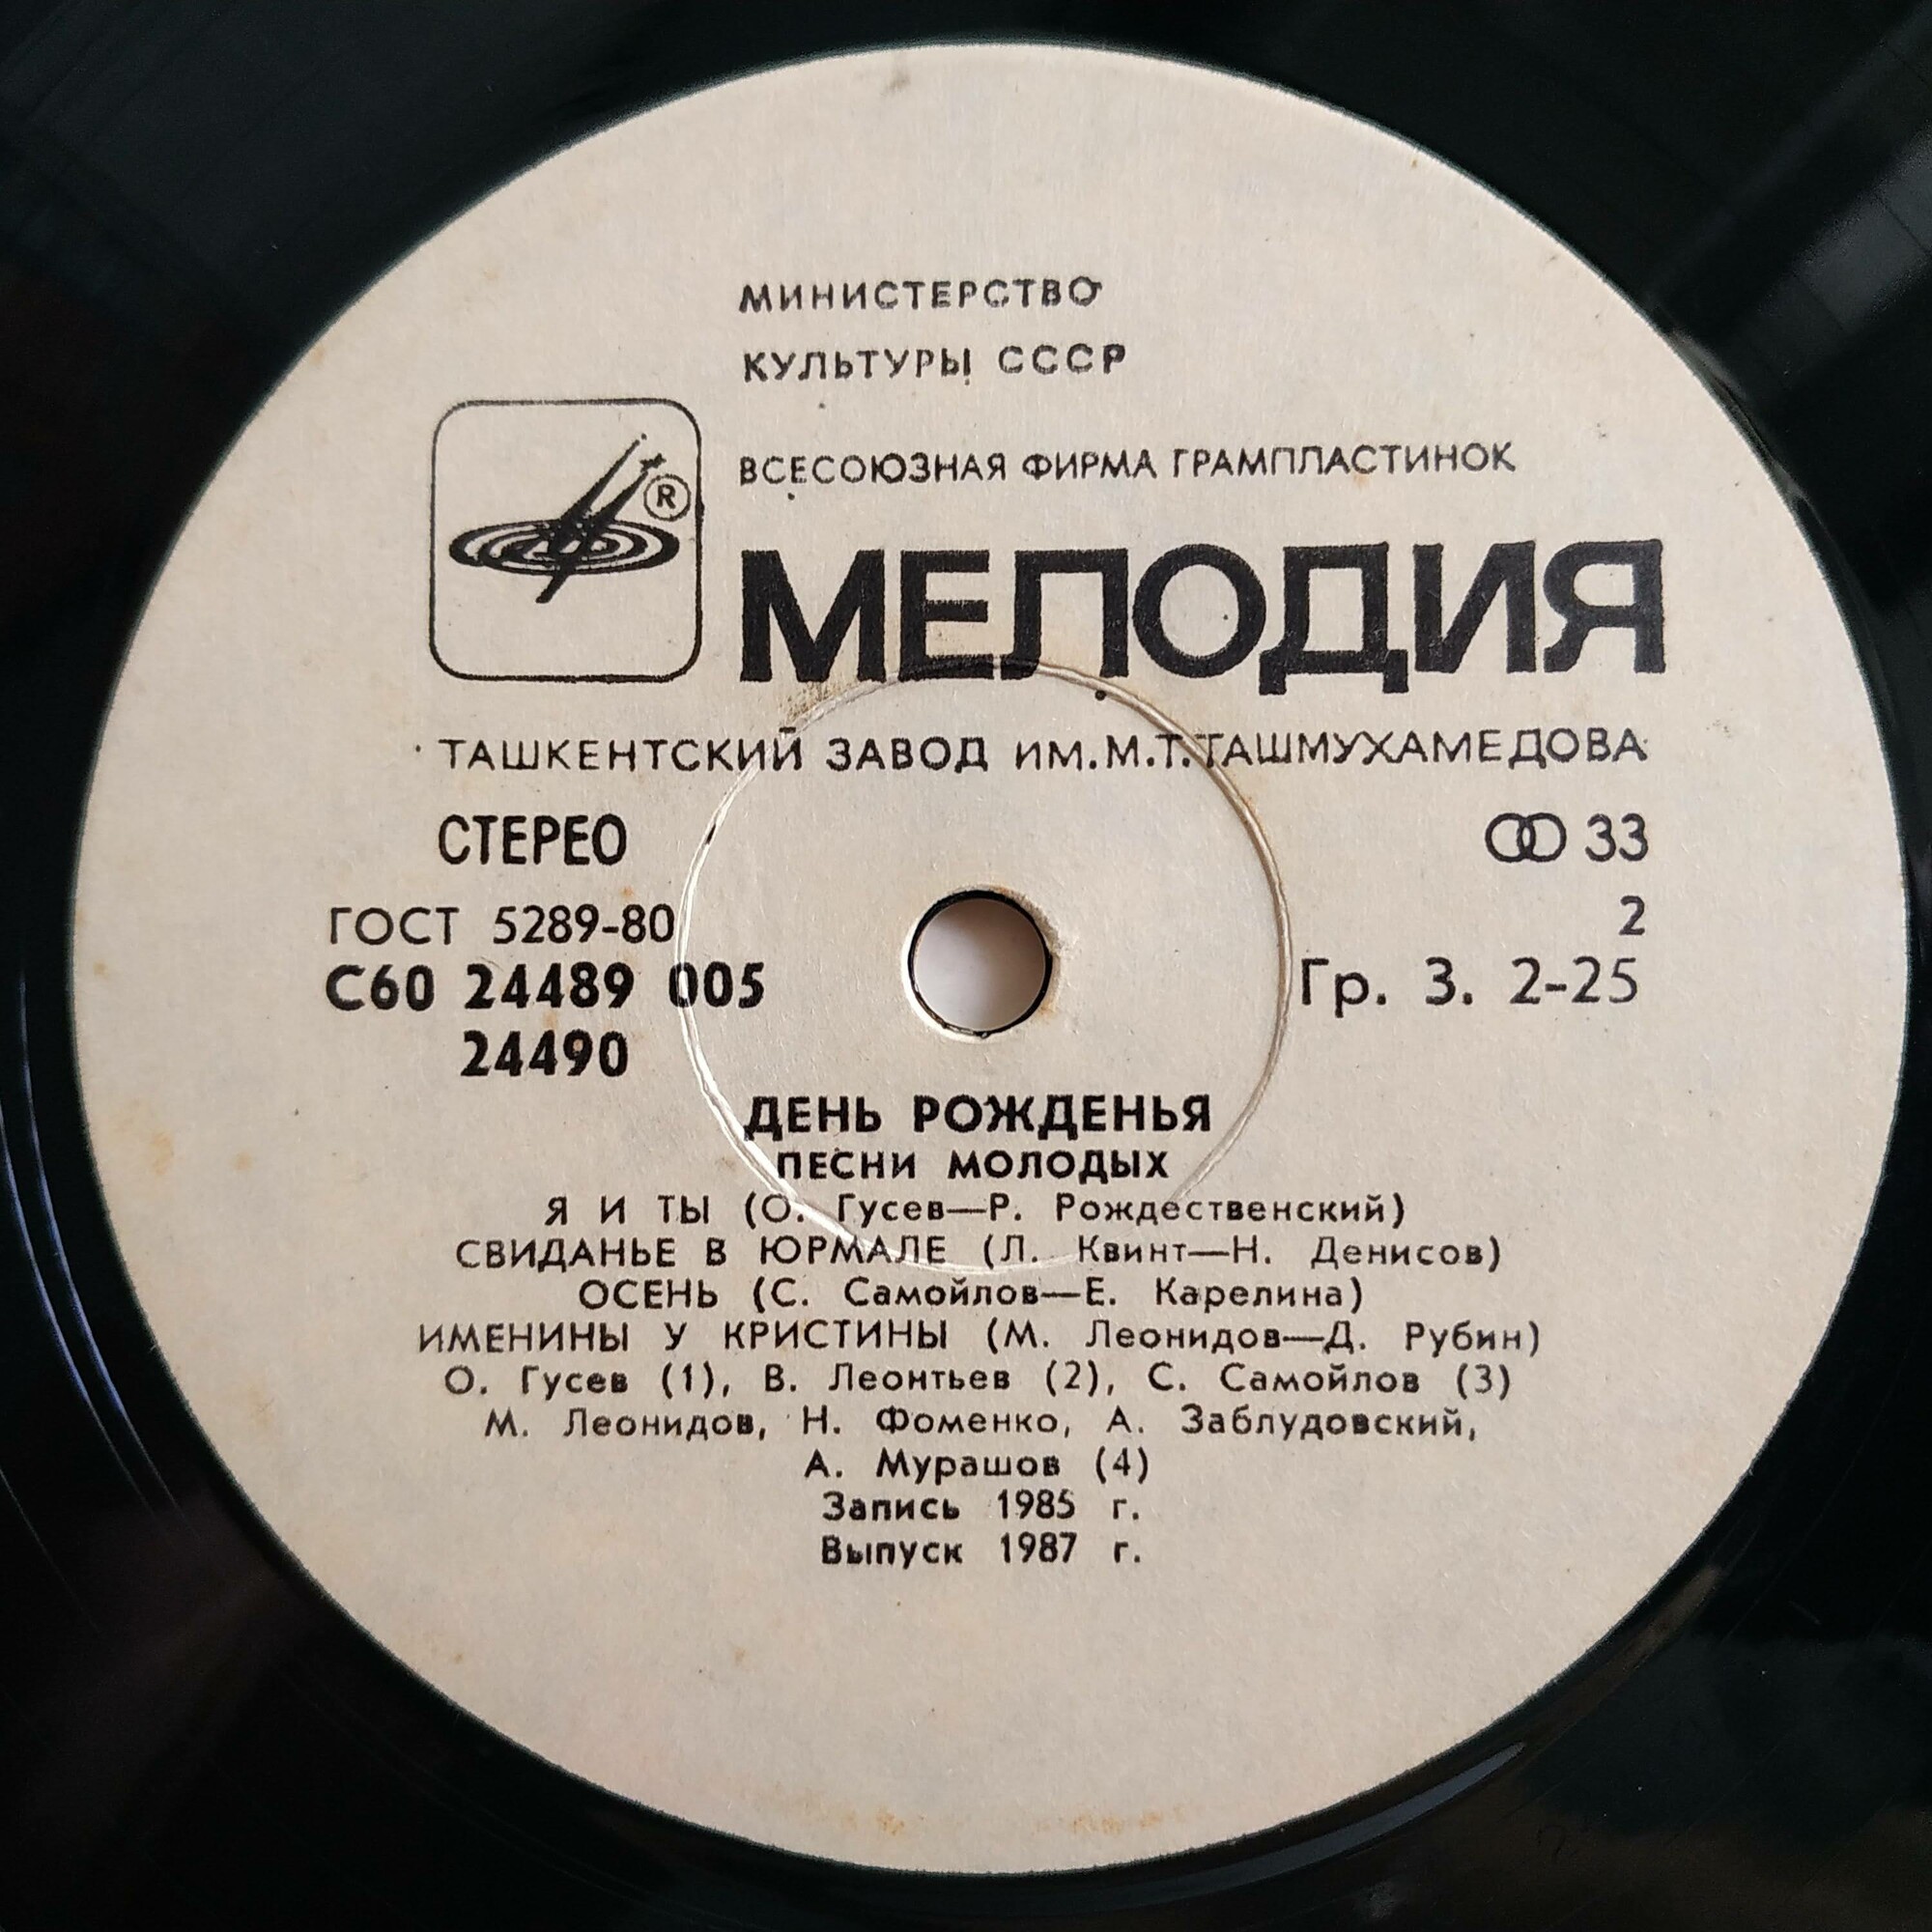 МИНИСТЕРСТВО
КУЛЬТУРЫ СССР
ВСЕСОЮЗНАЯ ФИРМА ГРАМПЛАСТИНОК
®
МЕЛОДИЯ
ТАШКЕНТСКИЙ ЗАВОД ИМ.М.Т.ТАШМУХАМЕДОВА
СТЕРЕО 33
ГОСТ 5289-80 2
С60 24489 005 Гр. 3. 2-25
24490
ДЕНЬ РОЖДЕНЬЯ
ПЕСНИ МОЛОДЫХ
Я И ТЫ (О. Гусев—Р. Рождественский)
СВИДАНЬЕ В ЮРМАЛЕ (Л. Квинт—Н. Денисов)
ОСЕНЬ (С. Самойлов—Е. Карелина)
ИМЕНИНЫ У КРИСТИНЫ (М. Леонидов—Д. Рубин)
О. Гусев (1), В. Леонтьев (2), С. Самойлов (3)
М. Леонидов, Н. Фоменко, А. Заблудовский,
А. Мурашов (4)
Запись 1985 г.
Выпуск 1987 г.